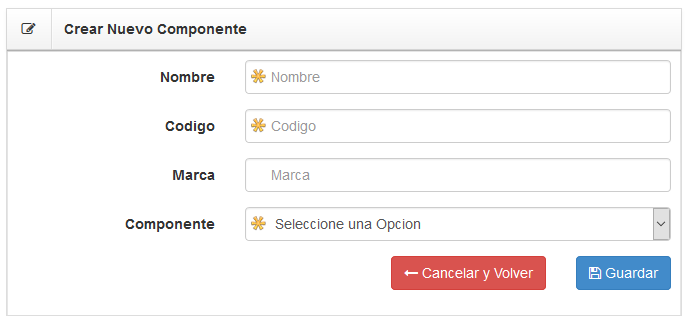 Crear Nuevo Componente
Nombre Nombre
Codigo Codigo
Marca Marca
Componente Seleccione una Opcion
Cancelar y Volver Guardar